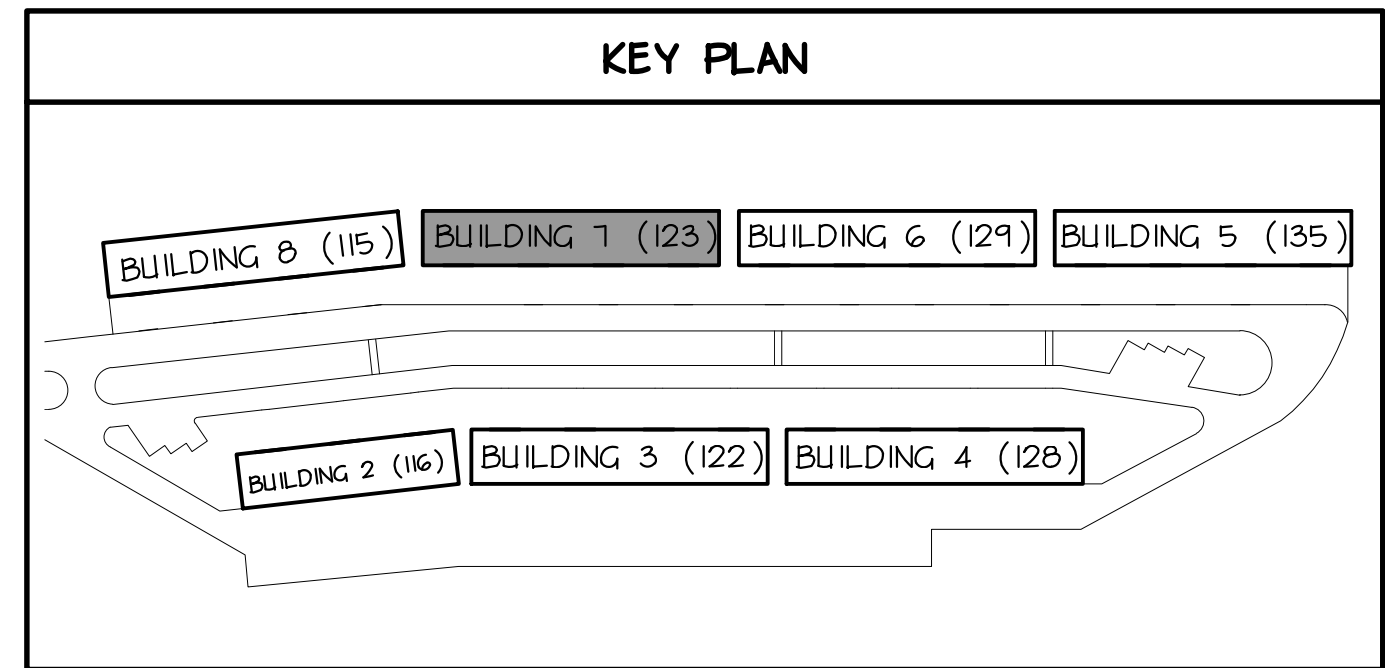 KEY PLAN
BUILDING 8 (115)
BUILDING 7 (123)
BUILDING 6 (129)
BUILDING 5 (135)
BUILDING 2 (116)
BUILDING 3 (122)
BUILDING 4 (128)